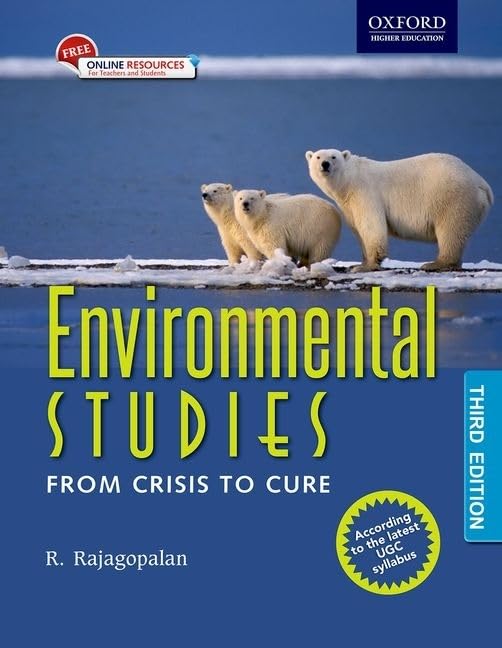 OXFORD
HIGHER EDUCATION
FREE
ONLINE RESOURCES
For Teachers and Students
Environmental
STUDIES
FROM CRISIS TO CURE
THIRD EDITION
R. Rajagopalan
According
to the latest
UGC
syllabus